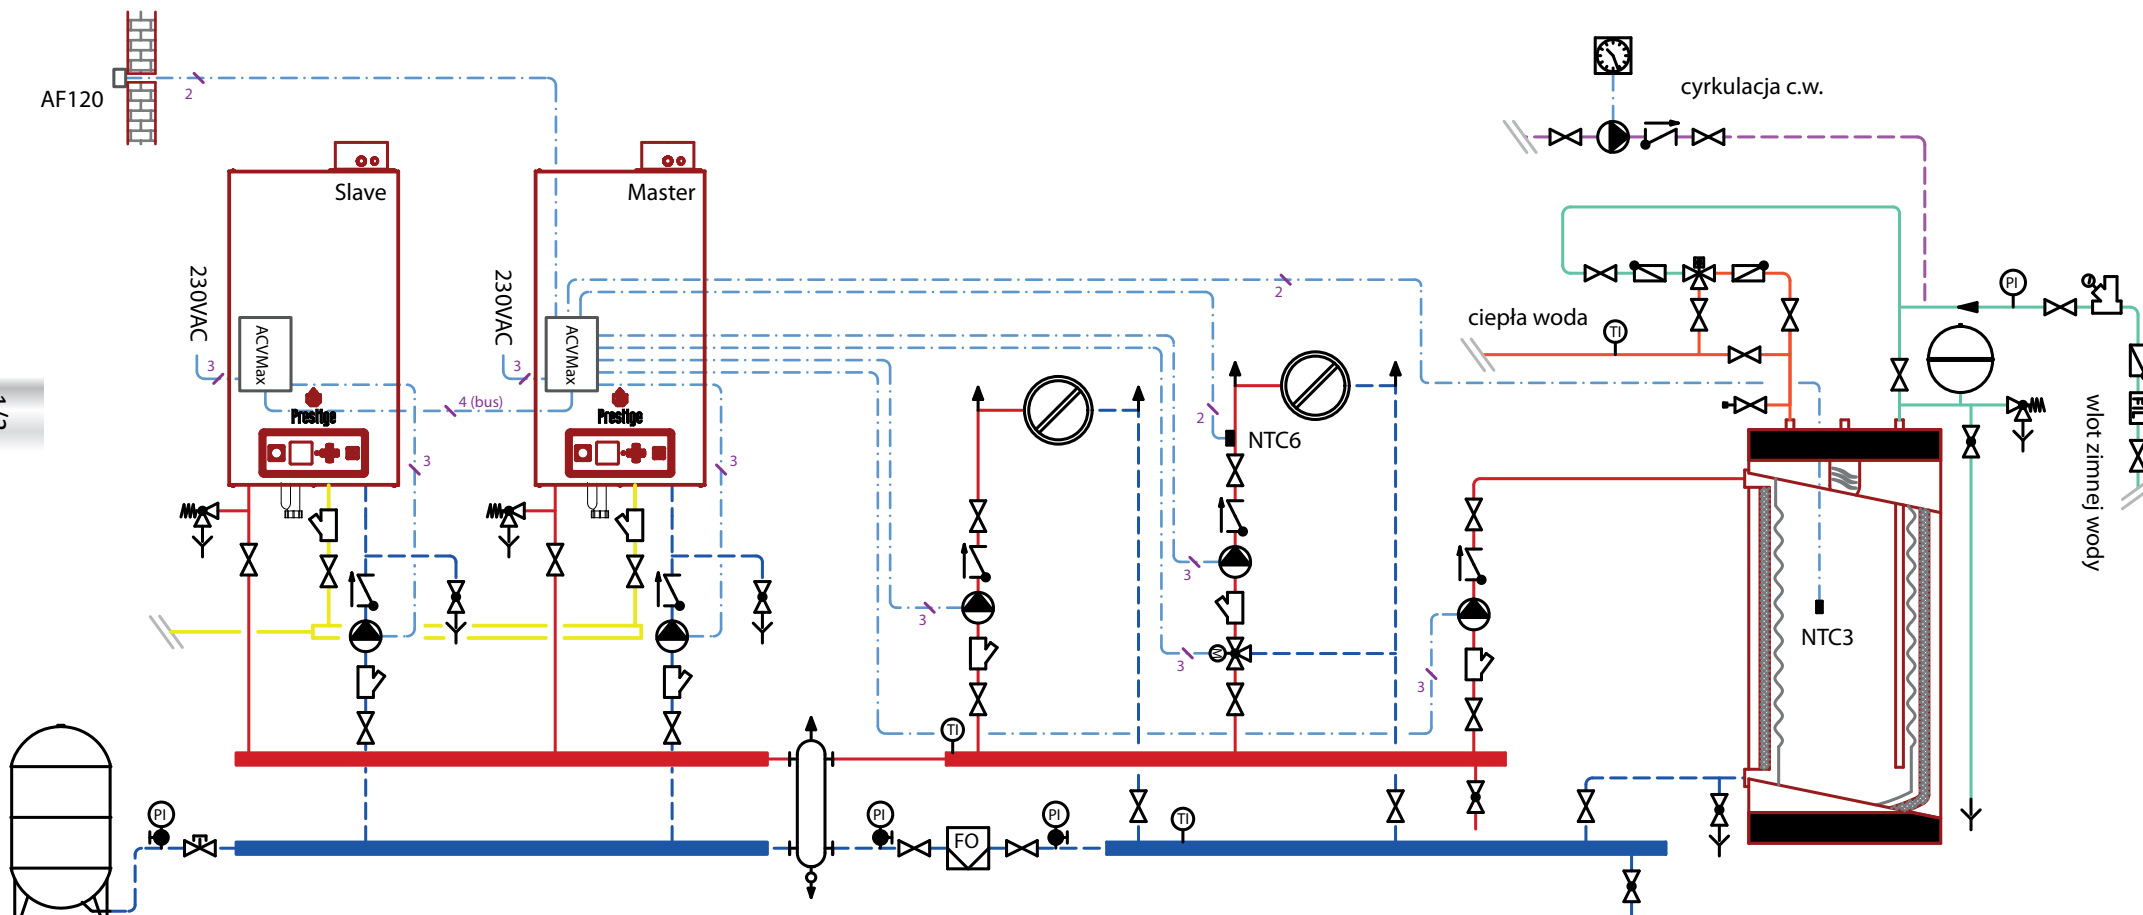 AF120
2
Slave
Master
cyrkulacja c.w.
230VAC
230VAC
2
ACVMax
ACVMax
ciepła woda
TI
PI
3
3
4 (bus)
2
Prestige
Prestige
NTC6
FIL
wlot zimnej wody
3
3
3
3
3
3
M
NTC3
TI
PI
PI
FO
PI
TI